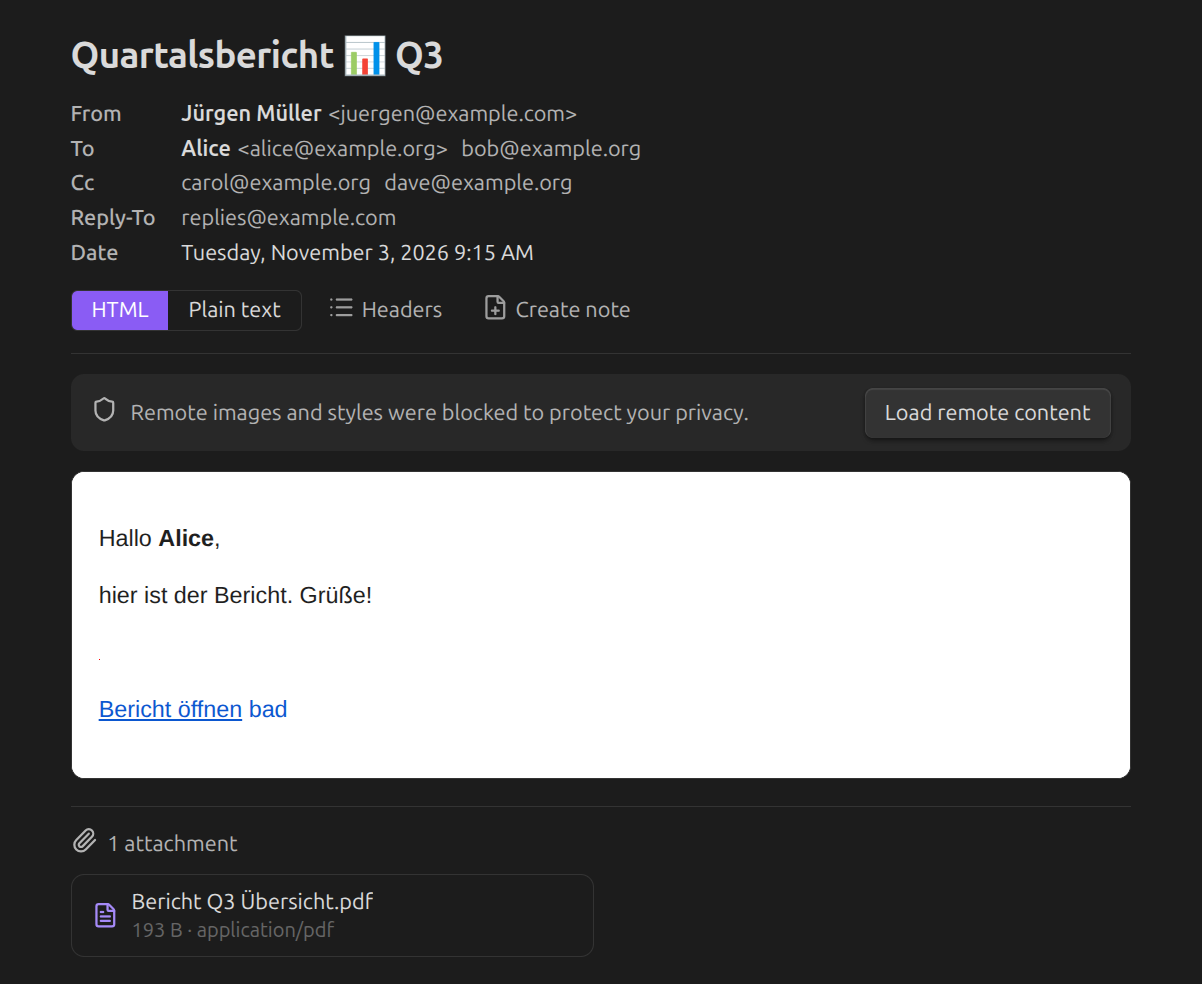 Quartalsbericht 📊 Q3
From Jürgen Müller <juergen@example.com>
To Alice <alice@example.org> bob@example.org
Cc carol@example.org dave@example.org
Reply-To replies@example.com
Date Tuesday, November 3, 2026 9:15 AM
HTML Plain text Headers Create note
Remote images and styles were blocked to protect your privacy. Load remote content
Hallo Alice,
hier ist der Bericht. Grüße!
Bericht öffnen bad
1 attachment
Bericht Q3 Übersicht.pdf
193 B · application/pdf